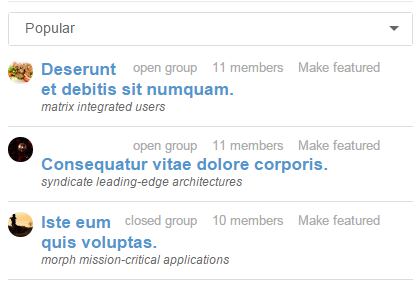 Popular
Deserunt open group 11 members Make featured
et debitis sit numquam.
matrix integrated users
open group 11 members Make featured
Consequatur vitae dolore corporis.
syndicate leading-edge architectures
Iste eum closed group 10 members Make featured
quis voluptas.
morph mission-critical applications